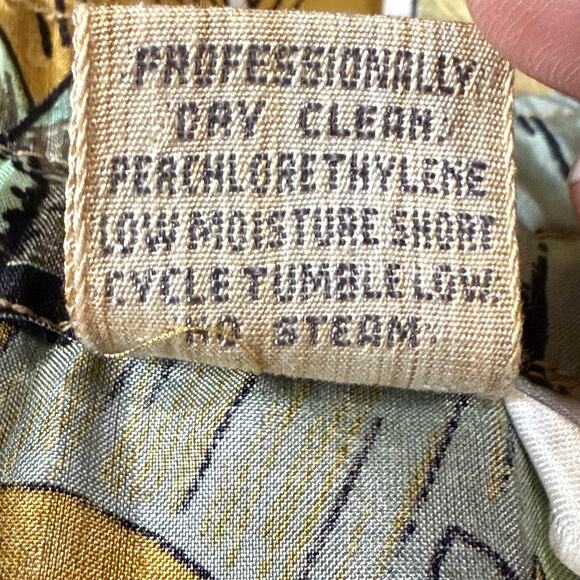 PROFESSIONALLY
DRY CLEAN.
PERCHLORETHYLENE
LOW MOISTURE SHORT
CYCLE TUMBLE LOW.
NO STEAM.